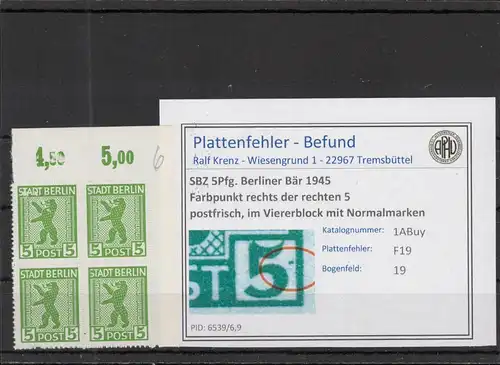 4,50 5,00 6
STADT BERLIN STADT BERLIN
5 POST 5 5 POST 5
STADT BERLIN STADT BERLIN
5 POST 5 5 POST 5
Plattenfehler - Befund
Ralf Krenz - Wiesengrund 1 - 22967 Tremsbüttel
SBZ 5Pfg. Berliner Bär 1945
Farbpunkt rechts der rechten 5
postfrisch, im Viererblock mit Normalmarken
Katalognummer: 1ABuy
Plattenfehler: F19
Bogenfeld: 19
ST 5
PID: 6539/6,9